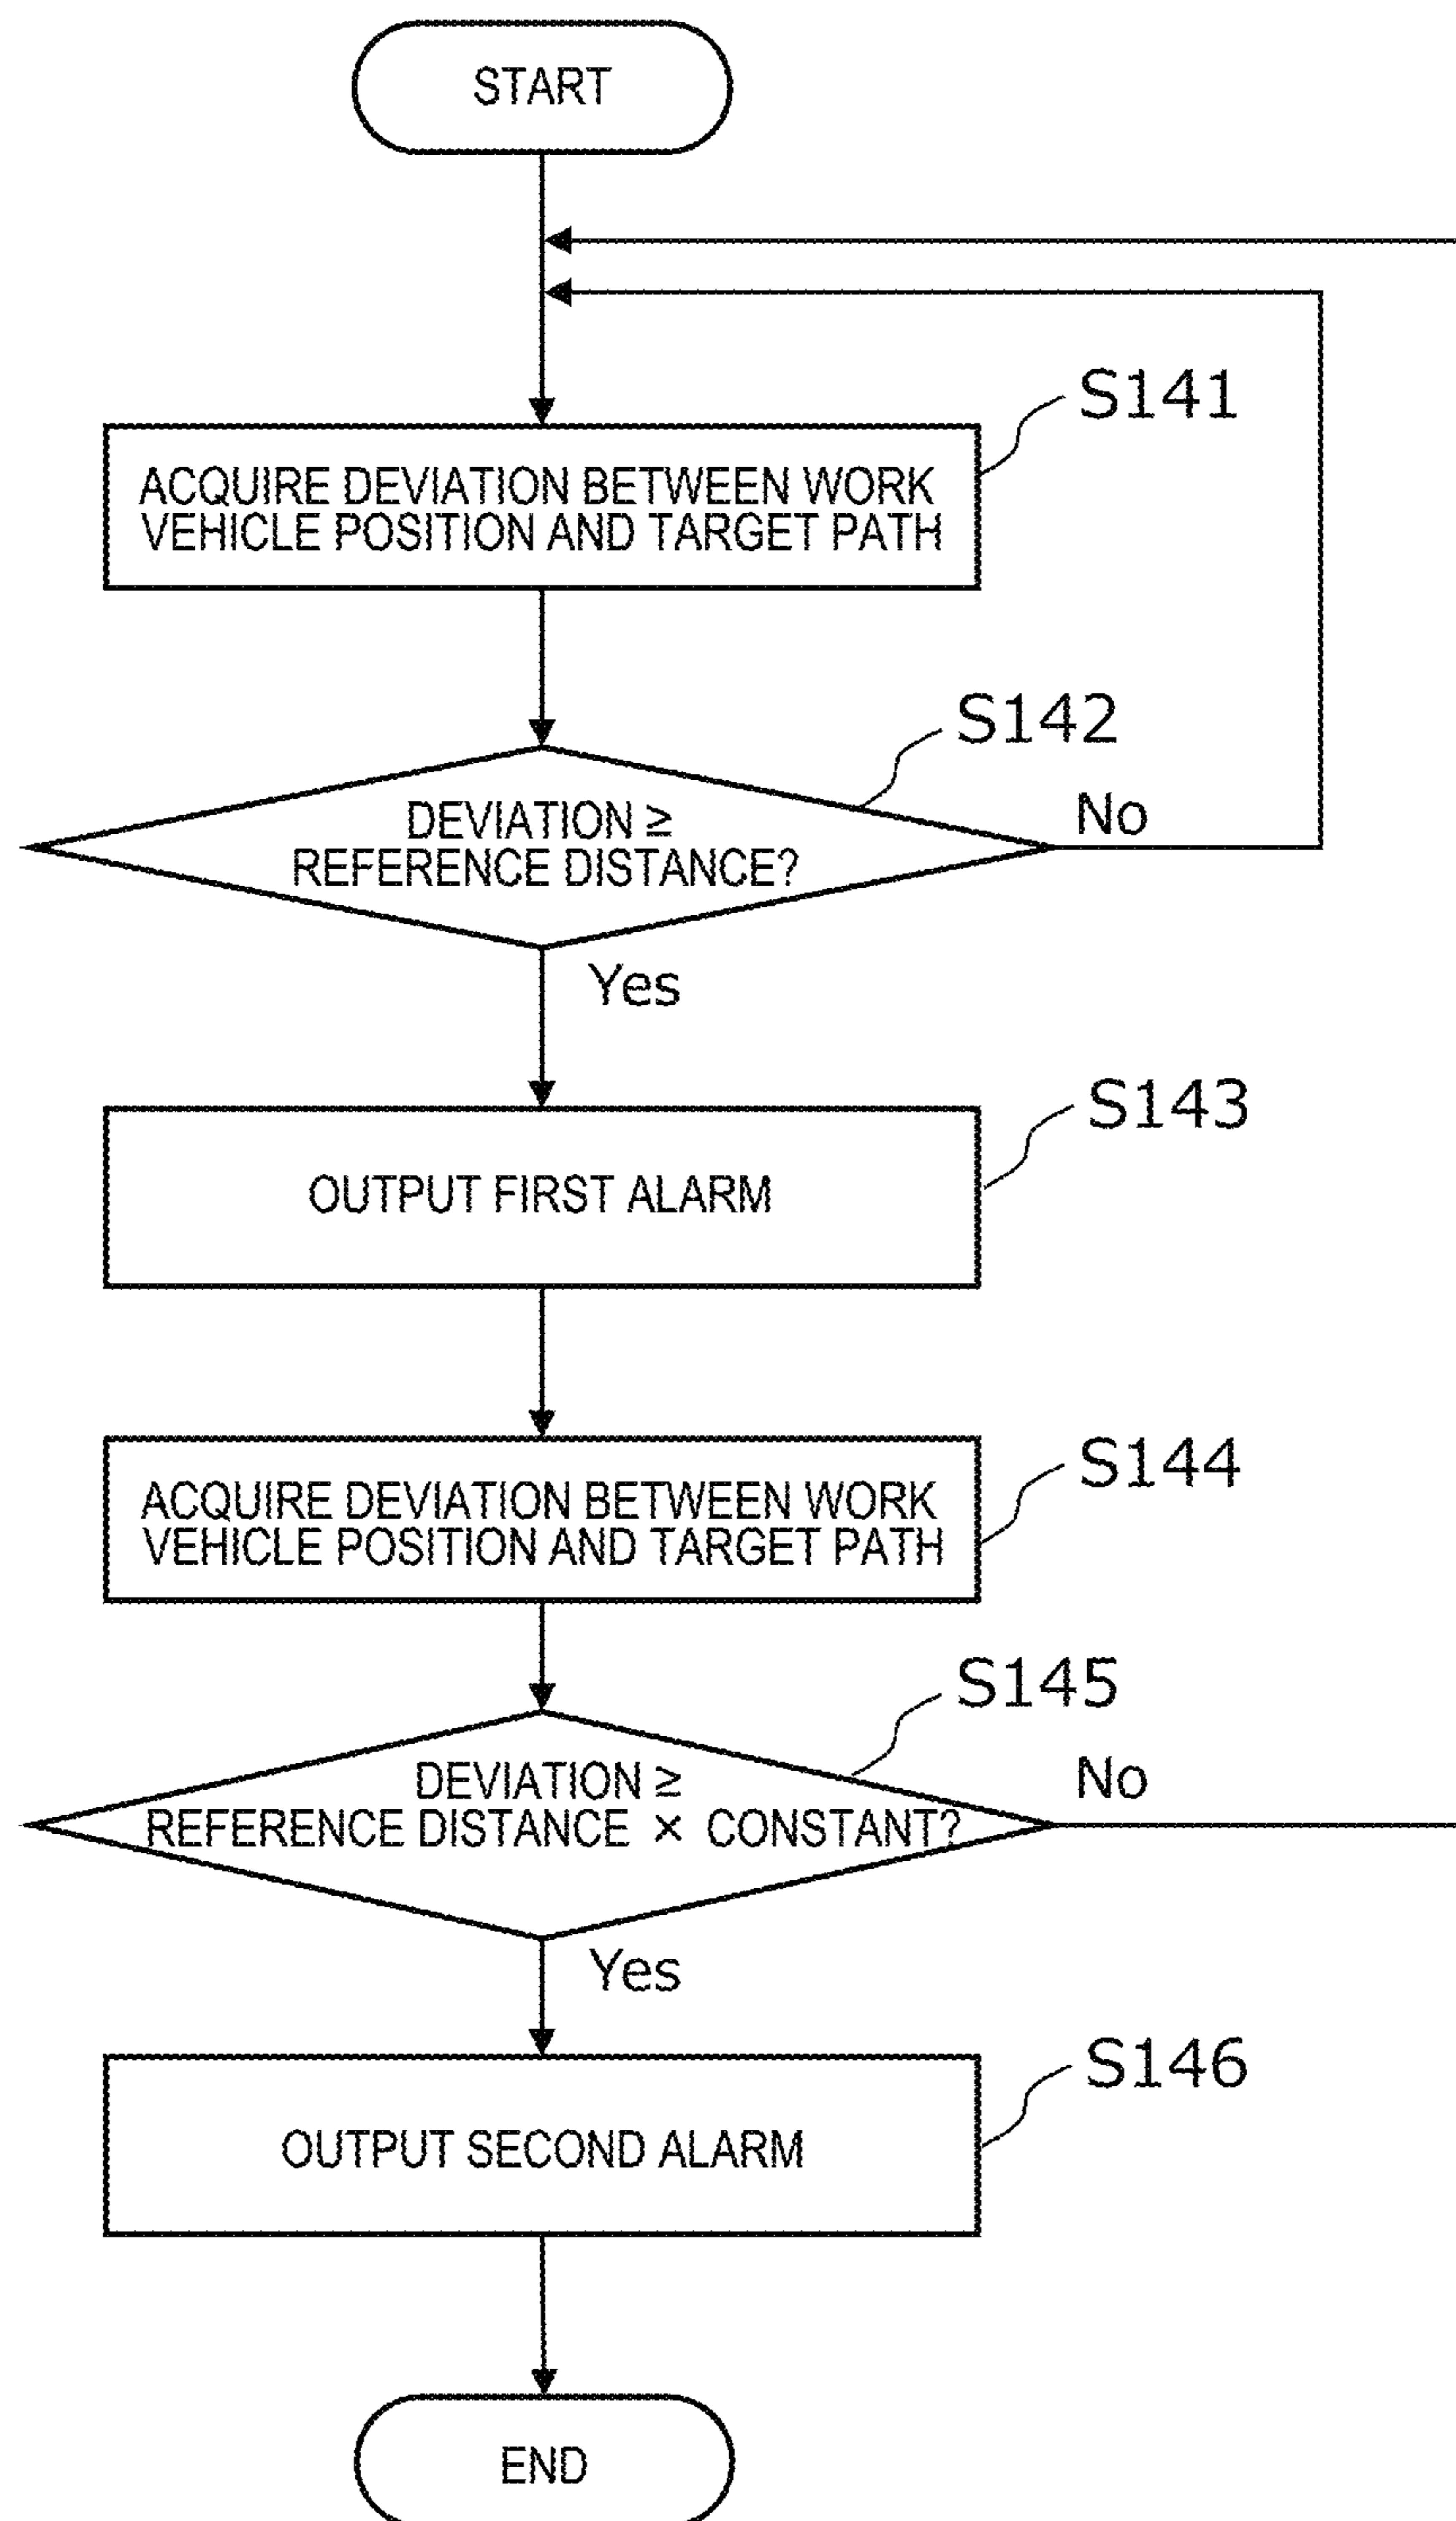 START
S141
ACQUIRE DEVIATION BETWEEN WORK
VEHICLE POSITION AND TARGET PATH
S142
DEVIATION ≥
REFERENCE DISTANCE?
No
Yes
S143
OUTPUT FIRST ALARM
S144
ACQUIRE DEVIATION BETWEEN WORK
VEHICLE POSITION AND TARGET PATH
S145
DEVIATION ≥
REFERENCE DISTANCE × CONSTANT?
No
Yes
S146
OUTPUT SECOND ALARM
END